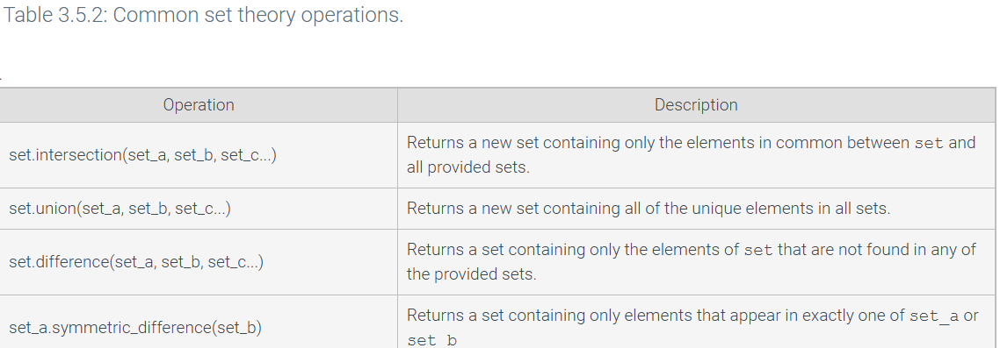 Table 3.5.2: Common set theory operations.
Operation
Description
set.intersection(set_a, set_b, set_c...)
Returns a new set containing only the elements in common between set and
all provided sets.
set.union(set_a, set_b, set_c...)
Returns a new set containing all of the unique elements in all sets.
set.difference(set_a, set_b, set_c...)
Returns a set containing only the elements of set that are not found in any of
the provided sets.
set_a.symmetric_difference(set_b)
Returns a set containing only elements that appear in exactly one of set_a or
set_b